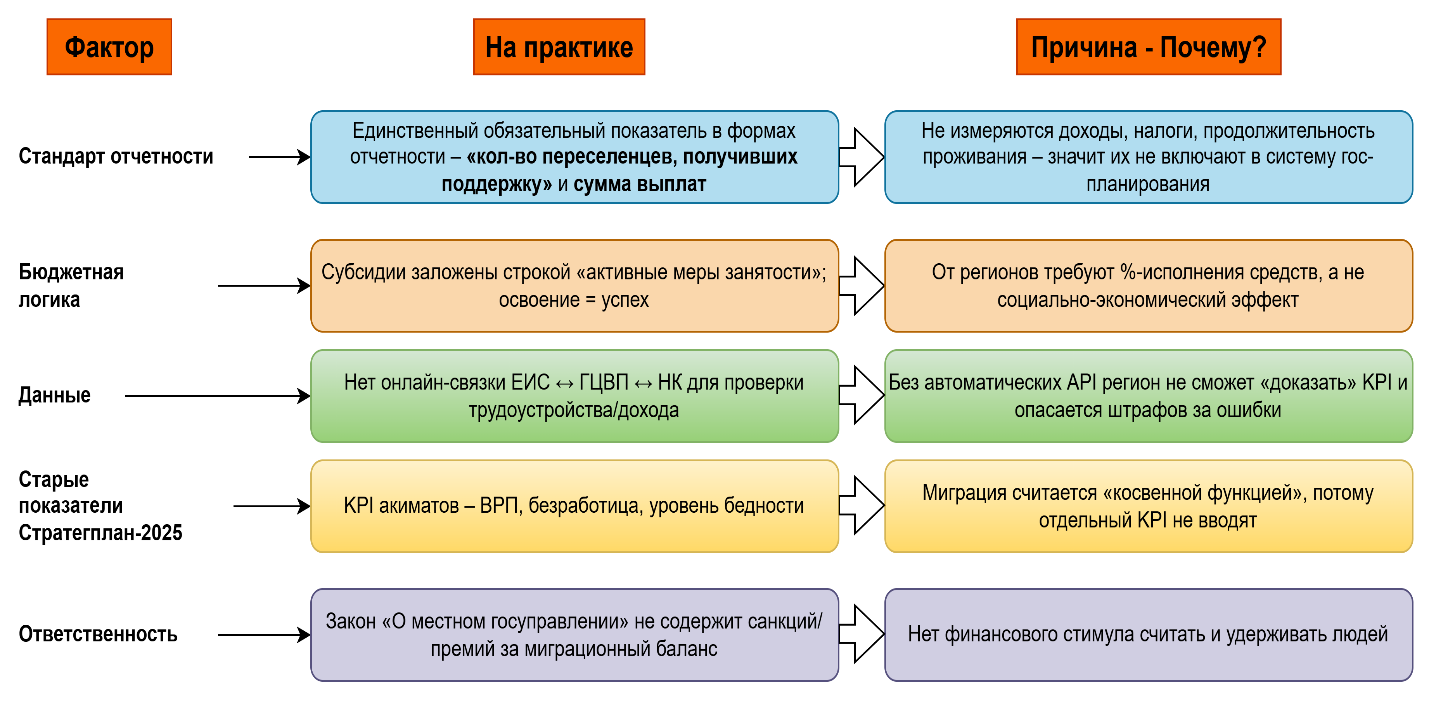 Фактор
На практике
Причина - Почему?
Стандарт отчетности
Единственный обязательный показатель в формах
отчетности – «кол-во переселенцев, получивших
поддержку» и сумма выплат
Не измеряются доходы, налоги, продолжительность
проживания – значит их не включают в систему гос-
планирования
Бюджетная
логика
Субсидии заложены строкой «активные меры занятости»;
освоение = успех
От регионов требуют %-исполнения средств, а не
социально-экономический эффект
Данные
Нет онлайн-связки ЕИС ↔ ГЦВП ↔ НК для проверки
трудоустройства/дохода
Без автоматических API регион не сможет «доказать» KPI и
опасается штрафов за ошибки
Старые
показатели
Стратегплан-2025
KPI акиматов – ВРП, безработица, уровень бедности
Миграция считается «косвенной функцией», потому
отдельный KPI не вводят
Ответственность
Закон «О местном госуправлении» не содержит санкций/
премий за миграционный баланс
Нет финансового стимула считать и удерживать людей